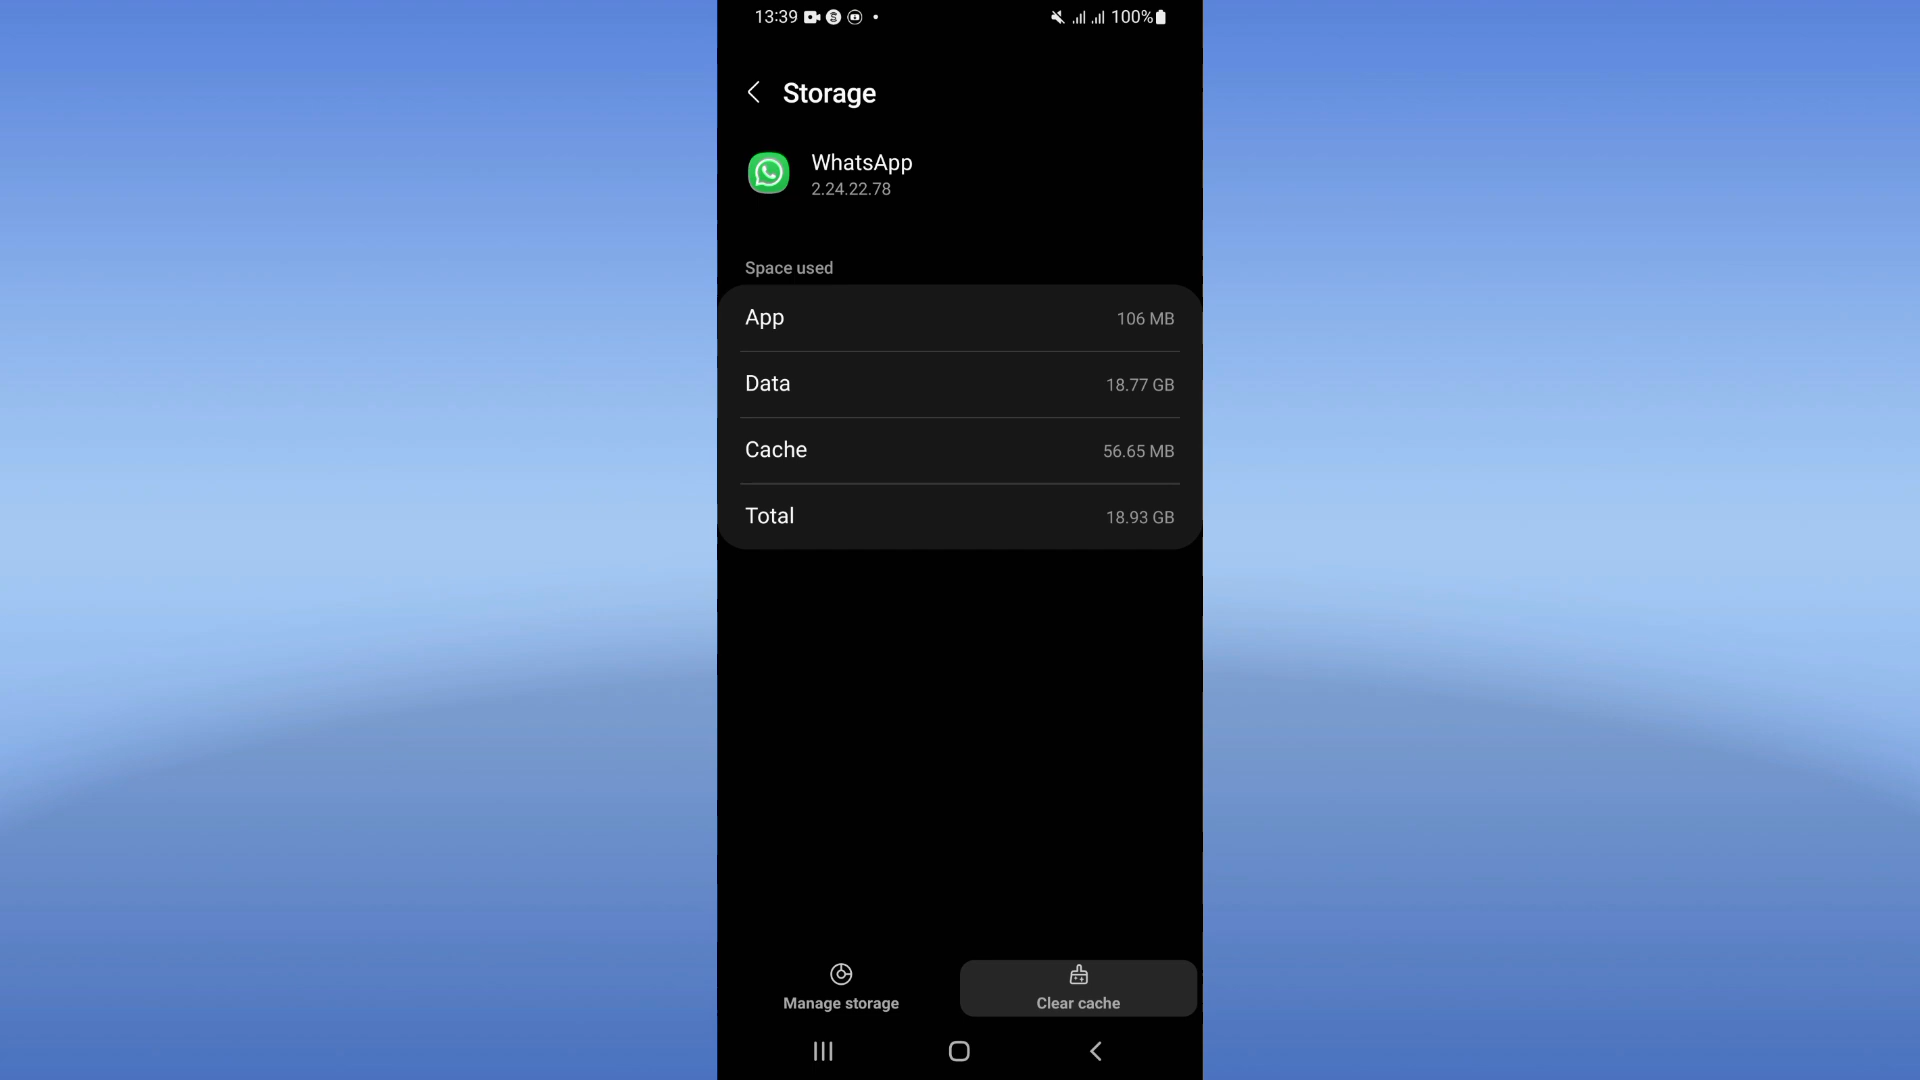 13:39 100%
Storage
WhatsApp
2.24.22.78
Space used
App 106 MB
Data 18.77 GB
Cache 56.65 MB
Total 18.93 GB
Manage storage Clear cache